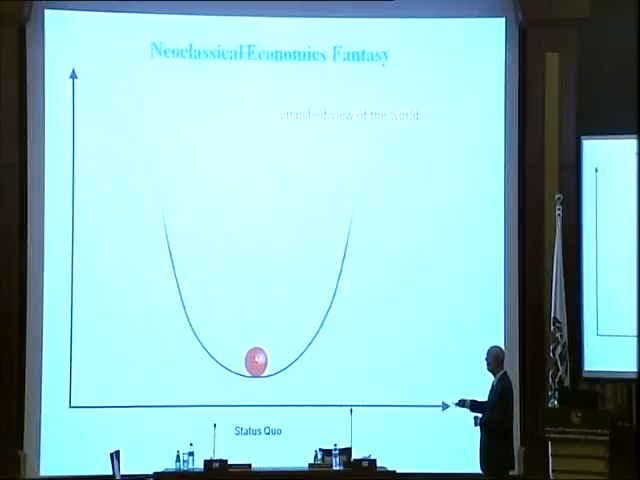 Neoclassical Economics Fantasy
simplified view of the world
Status Quo